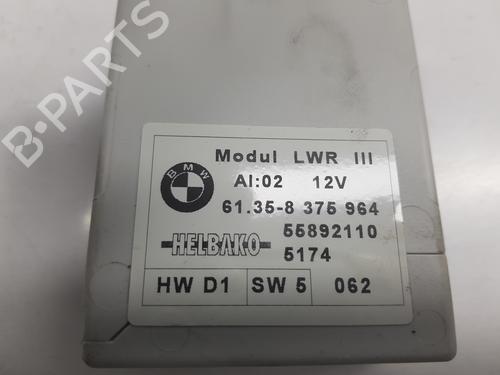 B-PARTS
BMW
Modul LWR III
AI:02 12V
61.35-8 375 964
55892110
HELBAKO 5174
HW D1 SW 5 062